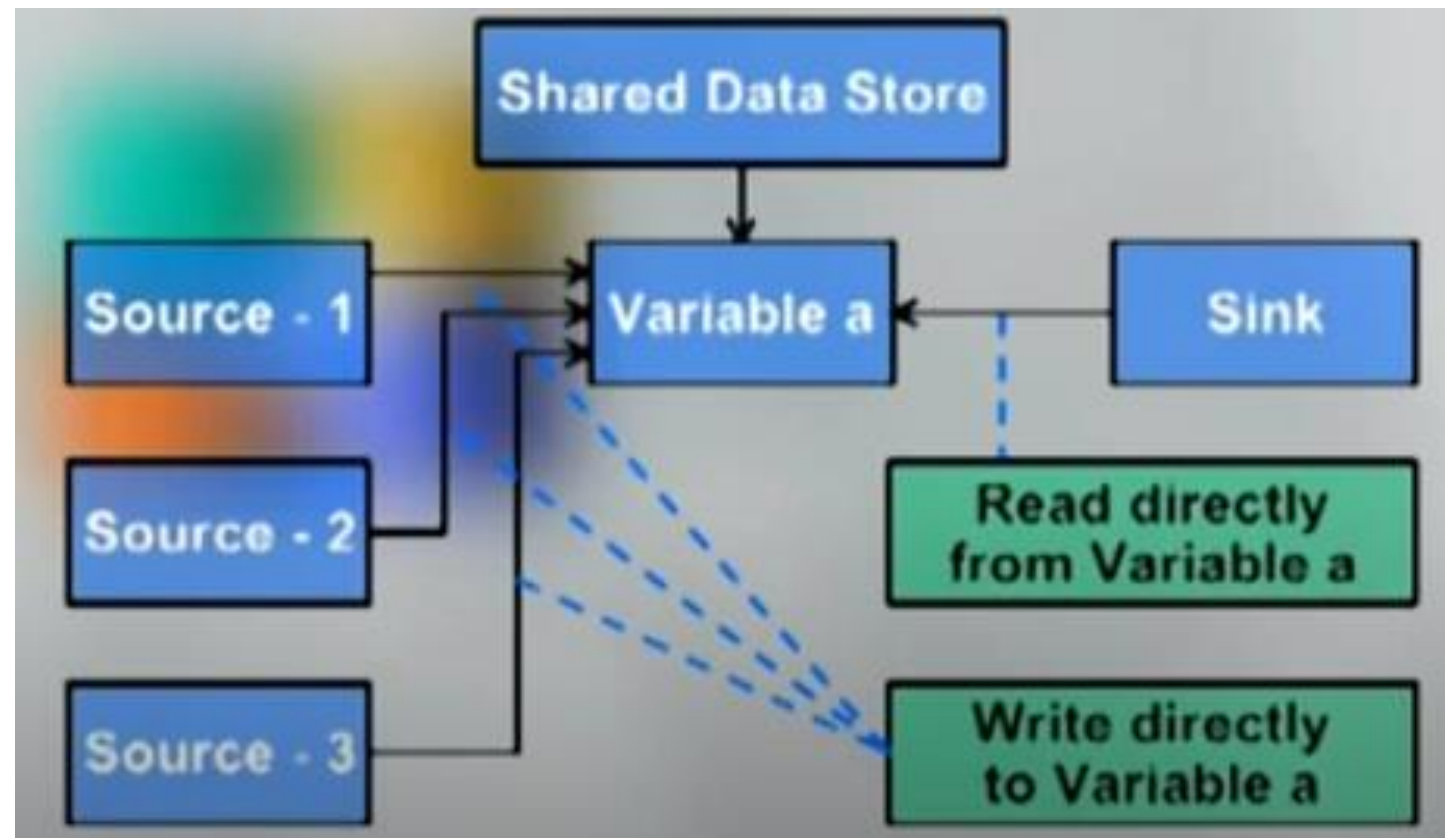 Shared Data Store
Source - 1
Variable a
Sink
Source - 2
Read directly
from Variable a
Source - 3
Write directly
to Variable a